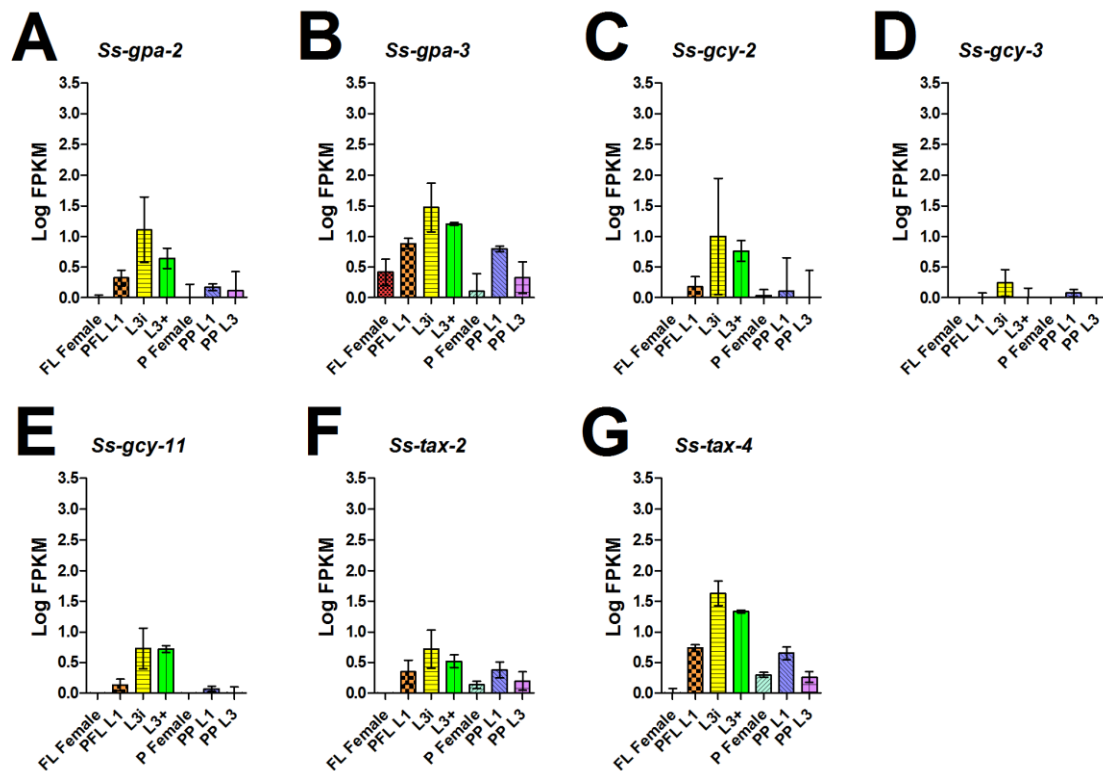 A
Ss-gpa-2
Log FPKM
3.5
3.0
2.5
2.0
1.5
1.0
0.5
0.0
FL Female
PFL L1
L3i
L3+
P Female
PP L1
PP L3
B
Ss-gpa-3
Log FPKM
3.5
3.0
2.5
2.0
1.5
1.0
0.5
0.0
FL Female
PFL L1
L3i
L3+
P Female
PP L1
PP L3
C
Ss-gcy-2
Log FPKM
3.5
3.0
2.5
2.0
1.5
1.0
0.5
0.0
FL Female
PFL L1
L3i
L3+
P Female
PP L1
PP L3
D
Ss-gcy-3
Log FPKM
3.5
3.0
2.5
2.0
1.5
1.0
0.5
0.0
FL Female
PFL L1
L3i
L3+
P Female
PP L1
PP L3
E
Ss-gcy-11
Log FPKM
3.5
3.0
2.5
2.0
1.5
1.0
0.5
0.0
FL Female
PFL L1
L3i
L3+
P Female
PP L1
PP L3
F
Ss-tax-2
Log FPKM
3.5
3.0
2.5
2.0
1.5
1.0
0.5
0.0
FL Female
PFL L1
L3i
L3+
P Female
PP L1
PP L3
G
Ss-tax-4
Log FPKM
3.5
3.0
2.5
2.0
1.5
1.0
0.5
0.0
FL Female
PFL L1
L3i
L3+
P Female
PP L1
PP L3